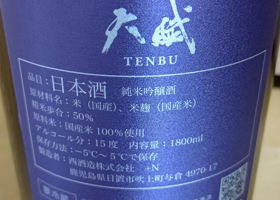 天賦
TENBU
品目：日本酒 純米吟醸酒
原材料名：米（国産）、米麹（国産米）
精米歩合：50%
原料米：国産米100%使用
アルコール分：15度 内容量：1800ml
保存方法：−5℃〜5℃で保存
製造者：西酒造株式会社 +N
鹿児島県日置市吹上町与倉4970-17